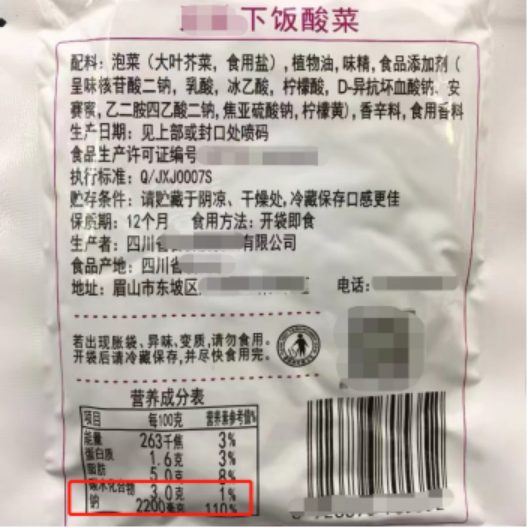 下饭酸菜
配料：泡菜（大叶芥菜，食用盐），植物油，味精，食品添加剂（
呈味核苷酸二钠，乳酸，冰乙酸，柠檬酸，D-异抗坏血酸钠、安
赛蜜，乙二胺四乙酸二钠，焦亚硫酸钠，柠檬黄），香辛料，食用香料
生产日期：见上部或封口处喷码
食品生产许可证编号
执行标准：Q/JXJ0007S
贮存条件：请贮藏于阴凉、干燥处，冷藏保存口感更佳
保质期：12个月 食用方法：开袋即食
生产者：四川省 有限公司
食品产地：四川省
地址：眉山市东坡区 电话：
若出现胀袋、异味、变质，请勿食用。
开袋后请冷藏保存，并尽快食用完。
营养成分表
项目 每100克 营养素参考值%
能量 263千焦 3%
蛋白质 1.6克 3%
脂肪 5.0克 8%
碳水化合物 3.0克 1%
钠 2200毫克 110%